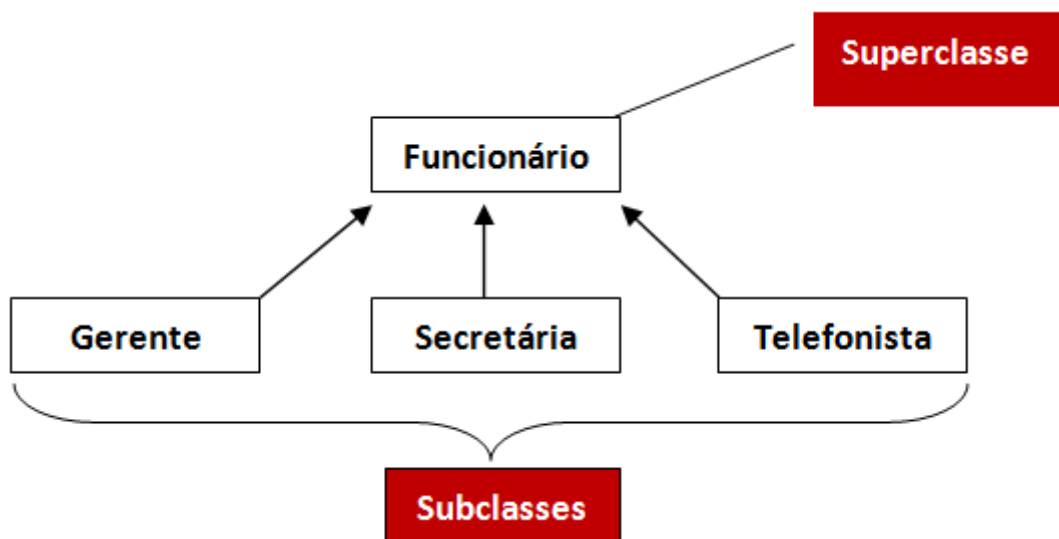 Superclasse
Funcionário
Gerente
Secretária
Telefonista
Subclasses